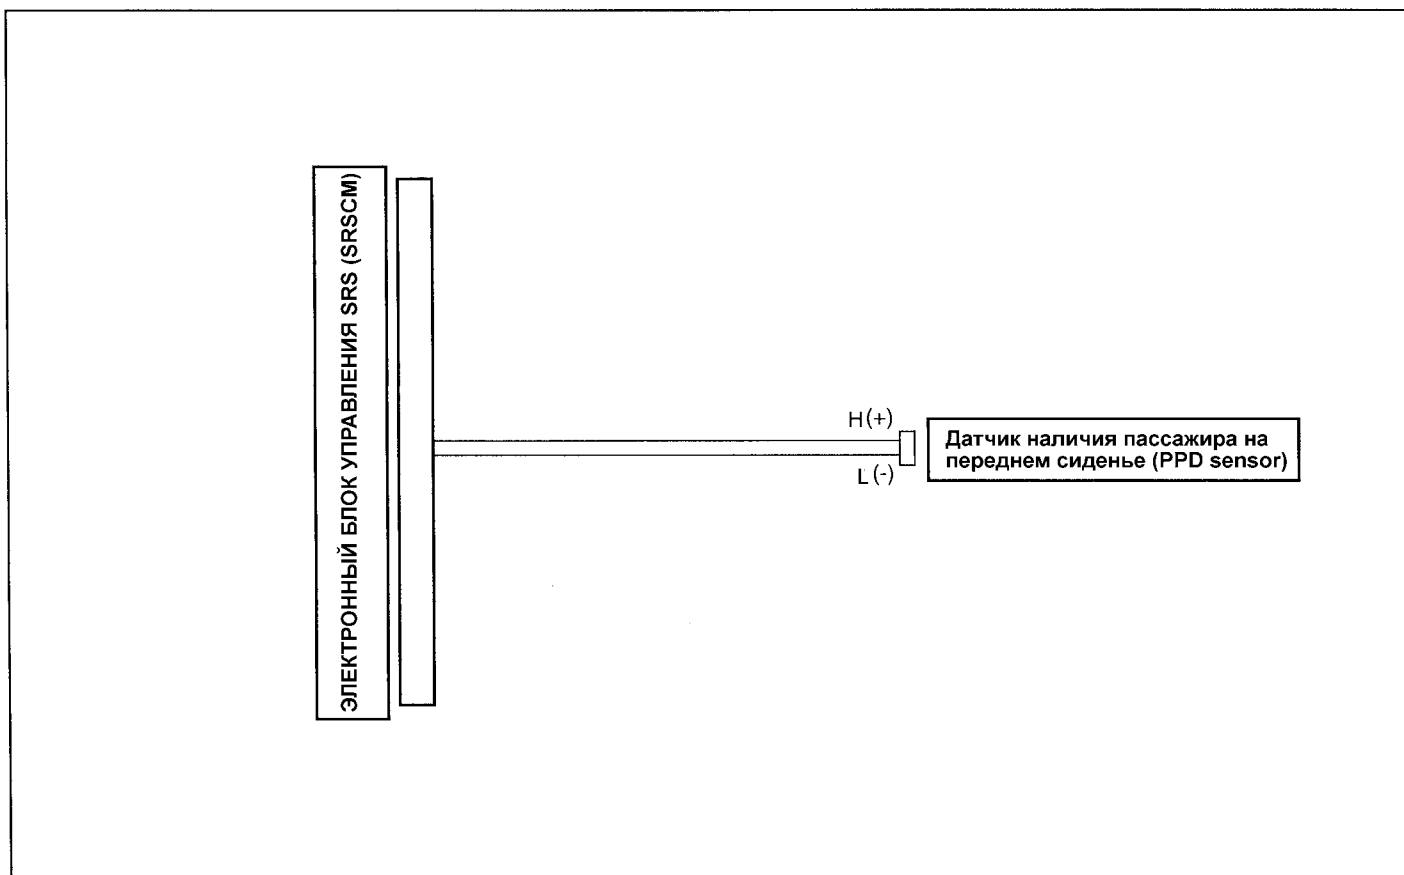 ЭЛЕКТРОННЫЙ БЛОК УПРАВЛЕНИЯ SRS (SRSCM)
H(+)
L(-)
Датчик наличия пассажира на
переднем сиденье (PPD sensor)